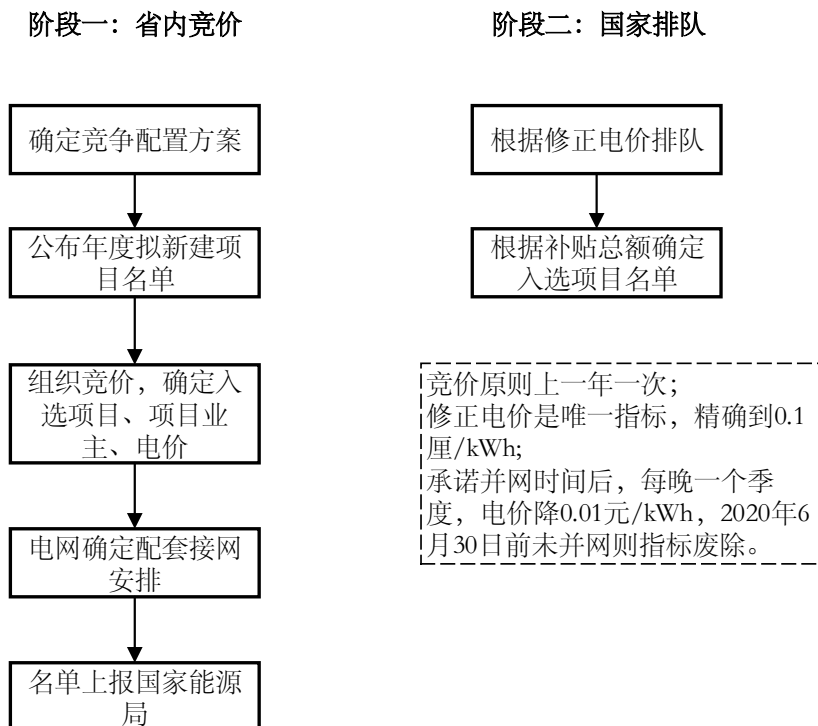 阶段一：省内竞价
确定竞争配置方案
公布年度拟新建项
目名单
组织竞价，确定入
选项目、项目业
主、电价
电网确定配套接网
安排
名单上报国家能源
局
阶段二：国家排队
根据修正电价排队
根据补贴总额确定
入选项目名单
竞价原则上一年一次；
修正电价是唯一指标，精确到0.1
厘/kWh;
承诺并网时间后，每晚一个季
度，电价降0.01元/kWh，2020年6
月30日前未并网则指标废除。